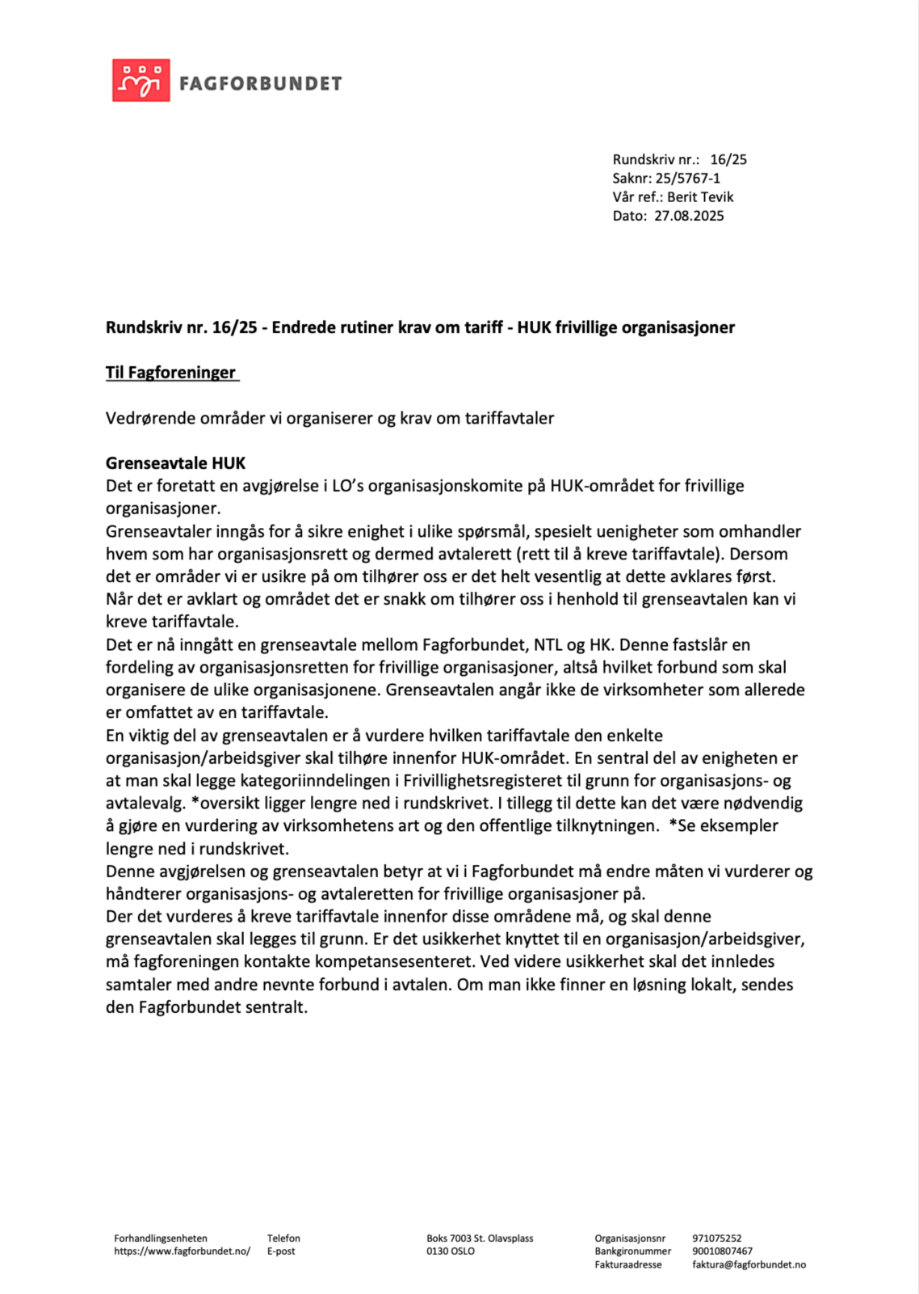 FAGFORBUNDET
Rundskriv nr.: 16/25
Saknr: 25/5767-1
Vår ref.: Berit Tevik
Dato: 27.08.2025
Rundskriv nr. 16/25 - Endrede rutiner krav om tariff - HUK frivillige organisasjoner
Til Fagforeninger
Vedrørende områder vi organiserer og krav om tariffavtaler
Grenseavtale HUK
Det er foretatt en avgjørelse i LO's organisasjonskomite på HUK-området for frivillige
organisasjoner.
Grenseavtaler inngås for å sikre enighet i ulike spørsmål, spesielt uenigheter som omhandler
hvem som har organisasjonsrett og dermed avtalerett (rett til å kreve tariffavtale). Dersom
det er områder vi er usikre på om tilhører oss er det helt vesentlig at dette avklares først.
Når det er avklart og området det er snakk om tilhører oss i henhold til grenseavtalen kan vi
kreve tariffavtale.
Det er nå inngått en grenseavtale mellom Fagforbundet, NTL og HK. Denne fastslår en
fordeling av organisasjonsretten for frivillige organisasjoner, altså hvilket forbund som skal
organisere de ulike organisasjonene. Grenseavtalen angår ikke de virksomheter som allerede
er omfattet av en tariffavtale.
En viktig del av grenseavtalen er å vurdere hvilken tariffavtale den enkelte
organisasjon/arbeidsgiver skal tilhøre innenfor HUK-området. En sentral del av enigheten er
at man skal legge kategoriinndelingen i Frivillighetsregisteret til grunn for organisasjons- og
avtalevalg. *oversikt ligger lengre ned i rundskrivet. I tillegg til dette kan det være nødvendig
å gjøre en vurdering av virksomhetens art og den offentlige tilknytningen. *Se eksempler
lengre ned i rundskrivet.
Denne avgjørelsen og grenseavtalen betyr at vi i Fagforbundet må endre måten vi vurderer og
håndterer organisasjons- og avtaleretten for frivillige organisasjoner på.
Der det vurderes å kreve tariffavtale innenfor disse områdene må, og skal denne
grenseavtalen skal legges til grunn. Er det usikkerhet knyttet til en organisasjon/arbeidsgiver,
må fagforeningen kontakte kompetansesenteret. Ved videre usikkerhet skal det innledes
samtaler med andre nevnte forbund i avtalen. Om man ikke finner en løsning lokalt, sendes
den Fagforbundet sentralt.
Forhandlingsenheten Telefon Boks 7003 St. Olavsplass Organisasjonsnr 971075252
https://www.fagforbundet.no/ E-post 0130 OSLO Bankgironummer 90010807467
Fakturaadresse faktura@fagforbundet.no